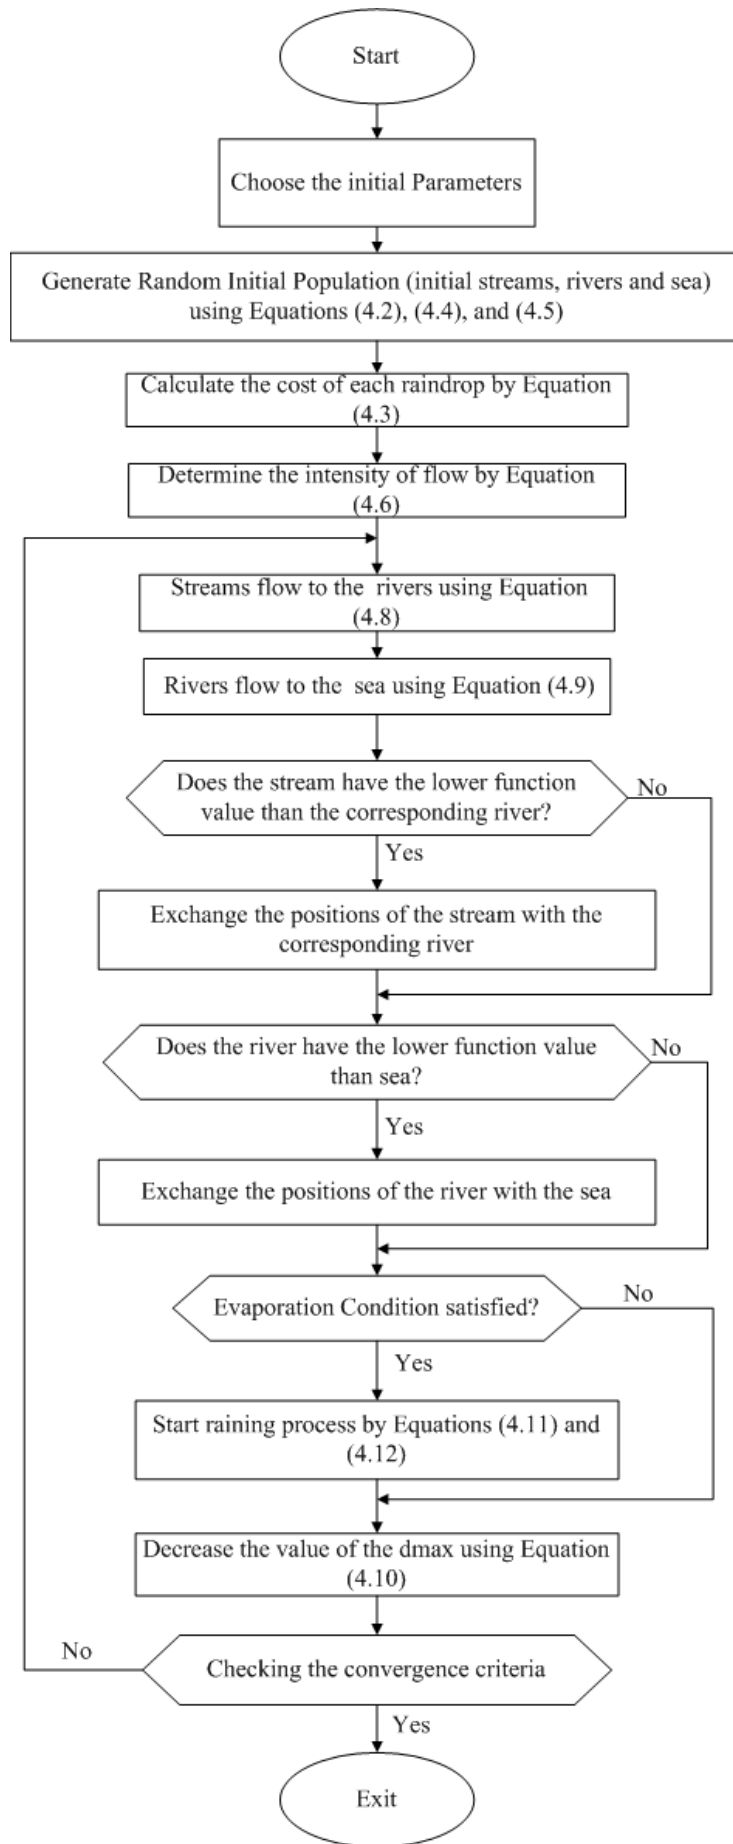 Start
Choose the initial Parameters
Generate Random Initial Population (initial streams, rivers and sea)
using Equations (4.2), (4.4), and (4.5)
Calculate the cost of each raindrop by Equation
(4.3)
Determine the intensity of flow by Equation
(4.6)
Streams flow to the rivers using Equation
(4.8)
Rivers flow to the sea using Equation (4.9)
Does the stream have the lower function
value than the corresponding river?
No
Yes
Exchange the positions of the stream with the
corresponding river
Does the river have the lower function value
than sea?
No
Yes
Exchange the positions of the river with the sea
Evaporation Condition satisfied?
No
Yes
Start raining process by Equations (4.11) and
(4.12)
Decrease the value of the dmax using Equation
(4.10)
No
Checking the convergence criteria
Yes
Exit